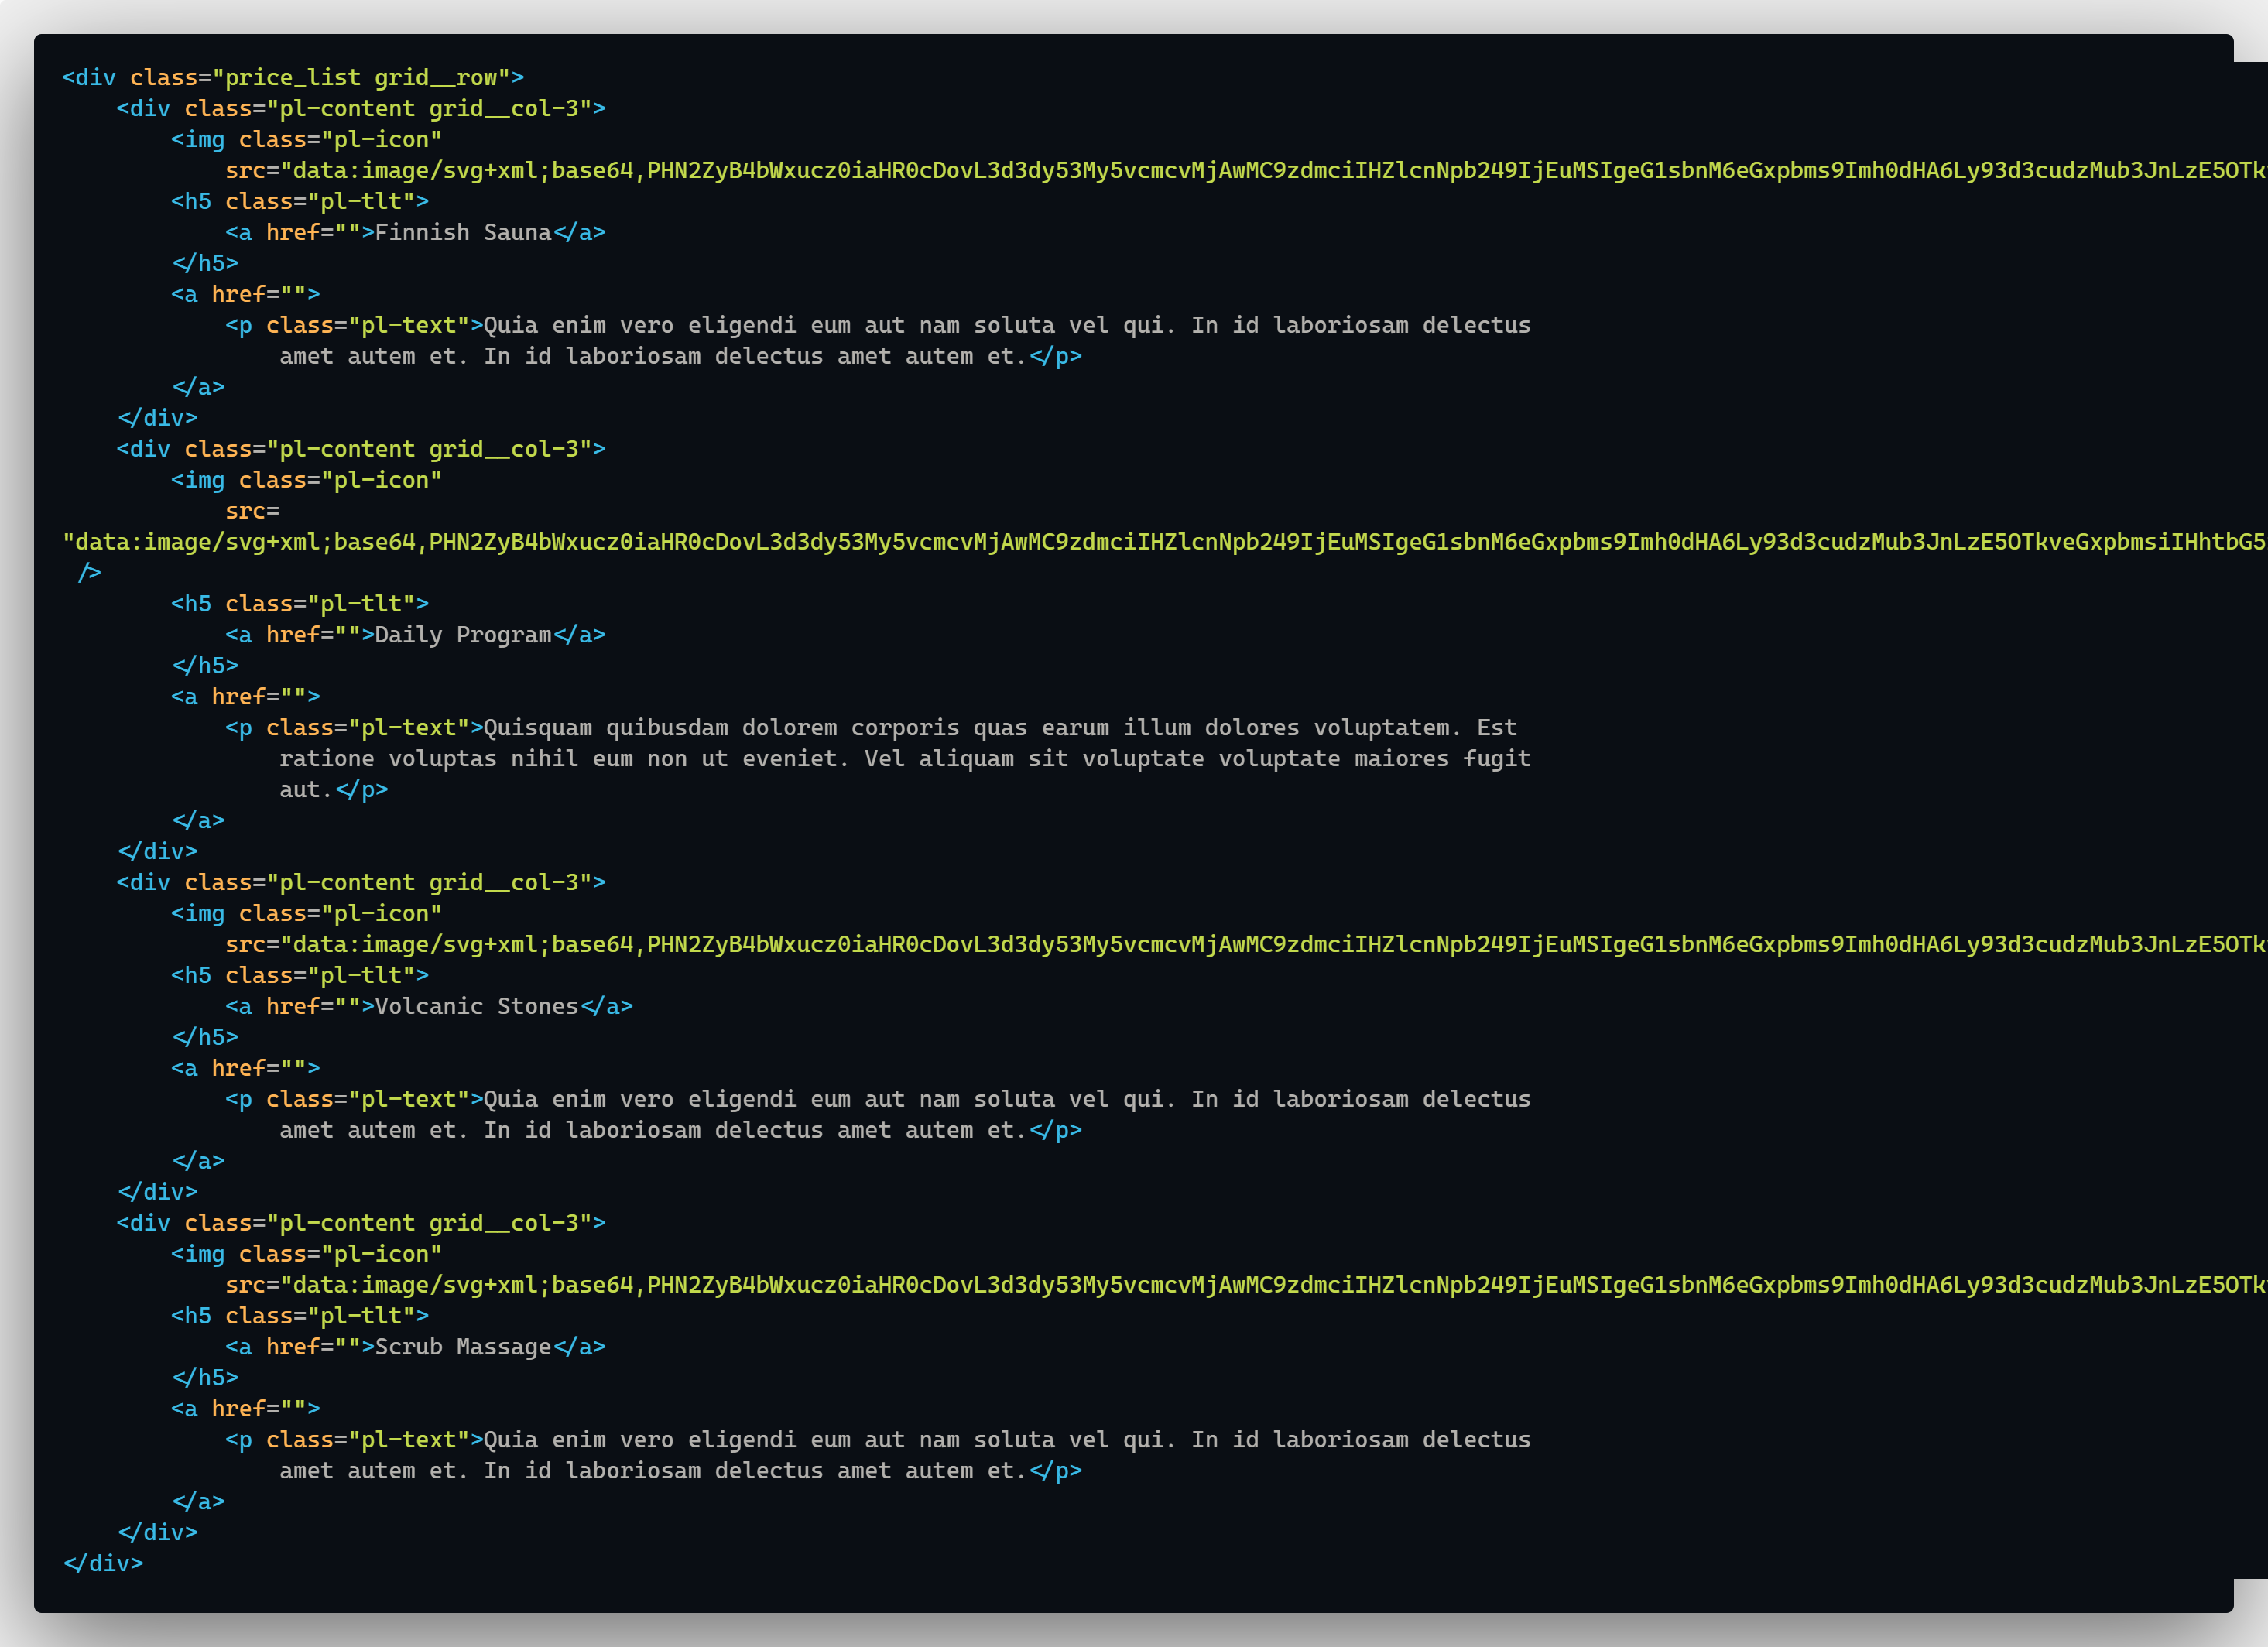 <div class="price_list grid__row">
    <div class="pl-content grid__col-3">
        <img class="pl-icon"
            src="data:image/svg+xml;base64,PHN2ZyB4bWxucz0iaHR0cDovL3d3dy53My5vcmcvMjAwMC9zdmciIHZlcnNpb249IjEuMSIgeG1sbnM6eGxpbms9Imh0dHA6Ly93d3cudzMub3JnLzE5OTk
        <h5 class="pl-tlt">
            <a href="">Finnish Sauna</a>
        </h5>
        <a href="">
            <p class="pl-text">Quia enim vero eligendi eum aut nam soluta vel qui. In id laboriosam delectus
                amet autem et. In id laboriosam delectus amet autem et.</p>
        </a>
    </div>
    <div class="pl-content grid__col-3">
        <img class="pl-icon"
            src=
"data:image/svg+xml;base64,PHN2ZyB4bWxucz0iaHR0cDovL3d3dy53My5vcmcvMjAwMC9zdmciIHZlcnNpb249IjEuMSIgeG1sbnM6eGxpbms9Imh0dHA6Ly93d3cudzMub3JnLzE5OTkveGxpbmsiIHhtbG5
 />
        <h5 class="pl-tlt">
            <a href="">Daily Program</a>
        </h5>
        <a href="">
            <p class="pl-text">Quisquam quibusdam dolorem corporis quas earum illum dolores voluptatem. Est
                ratione voluptas nihil eum non ut eveniet. Vel aliquam sit voluptate voluptate maiores fugit
                aut.</p>
        </a>
    </div>
    <div class="pl-content grid__col-3">
        <img class="pl-icon"
            src="data:image/svg+xml;base64,PHN2ZyB4bWxucz0iaHR0cDovL3d3dy53My5vcmcvMjAwMC9zdmciIHZlcnNpb249IjEuMSIgeG1sbnM6eGxpbms9Imh0dHA6Ly93d3cudzMub3JnLzE5OTk
        <h5 class="pl-tlt">
            <a href="">Volcanic Stones</a>
        </h5>
        <a href="">
            <p class="pl-text">Quia enim vero eligendi eum aut nam soluta vel qui. In id laboriosam delectus
                amet autem et. In id laboriosam delectus amet autem et.</p>
        </a>
    </div>
    <div class="pl-content grid__col-3">
        <img class="pl-icon"
            src="data:image/svg+xml;base64,PHN2ZyB4bWxucz0iaHR0cDovL3d3dy53My5vcmcvMjAwMC9zdmciIHZlcnNpb249IjEuMSIgeG1sbnM6eGxpbms9Imh0dHA6Ly93d3cudzMub3JnLzE5OTk
        <h5 class="pl-tlt">
            <a href="">Scrub Massage</a>
        </h5>
        <a href="">
            <p class="pl-text">Quia enim vero eligendi eum aut nam soluta vel qui. In id laboriosam delectus
                amet autem et. In id laboriosam delectus amet autem et.</p>
        </a>
    </div>
</div>